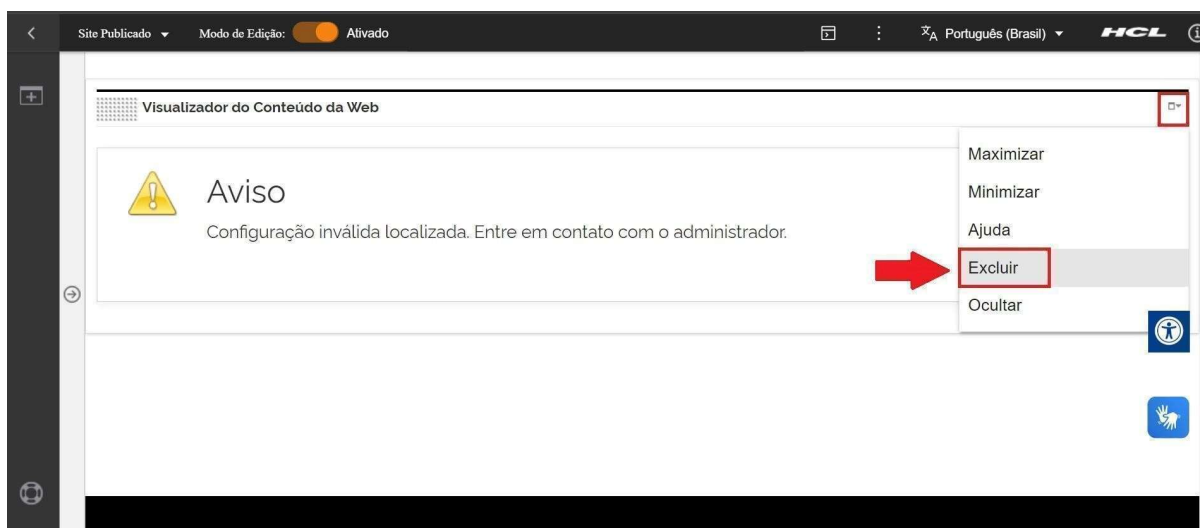 Site Publicado
Modo de Edição:
Ativado
Português (Brasil)
HCL
Visualizador do Conteúdo da Web
Aviso
Configuração inválida localizada. Entre em contato com o administrador.
Maximizar
Minimizar
Ajuda
Excluir
Ocultar